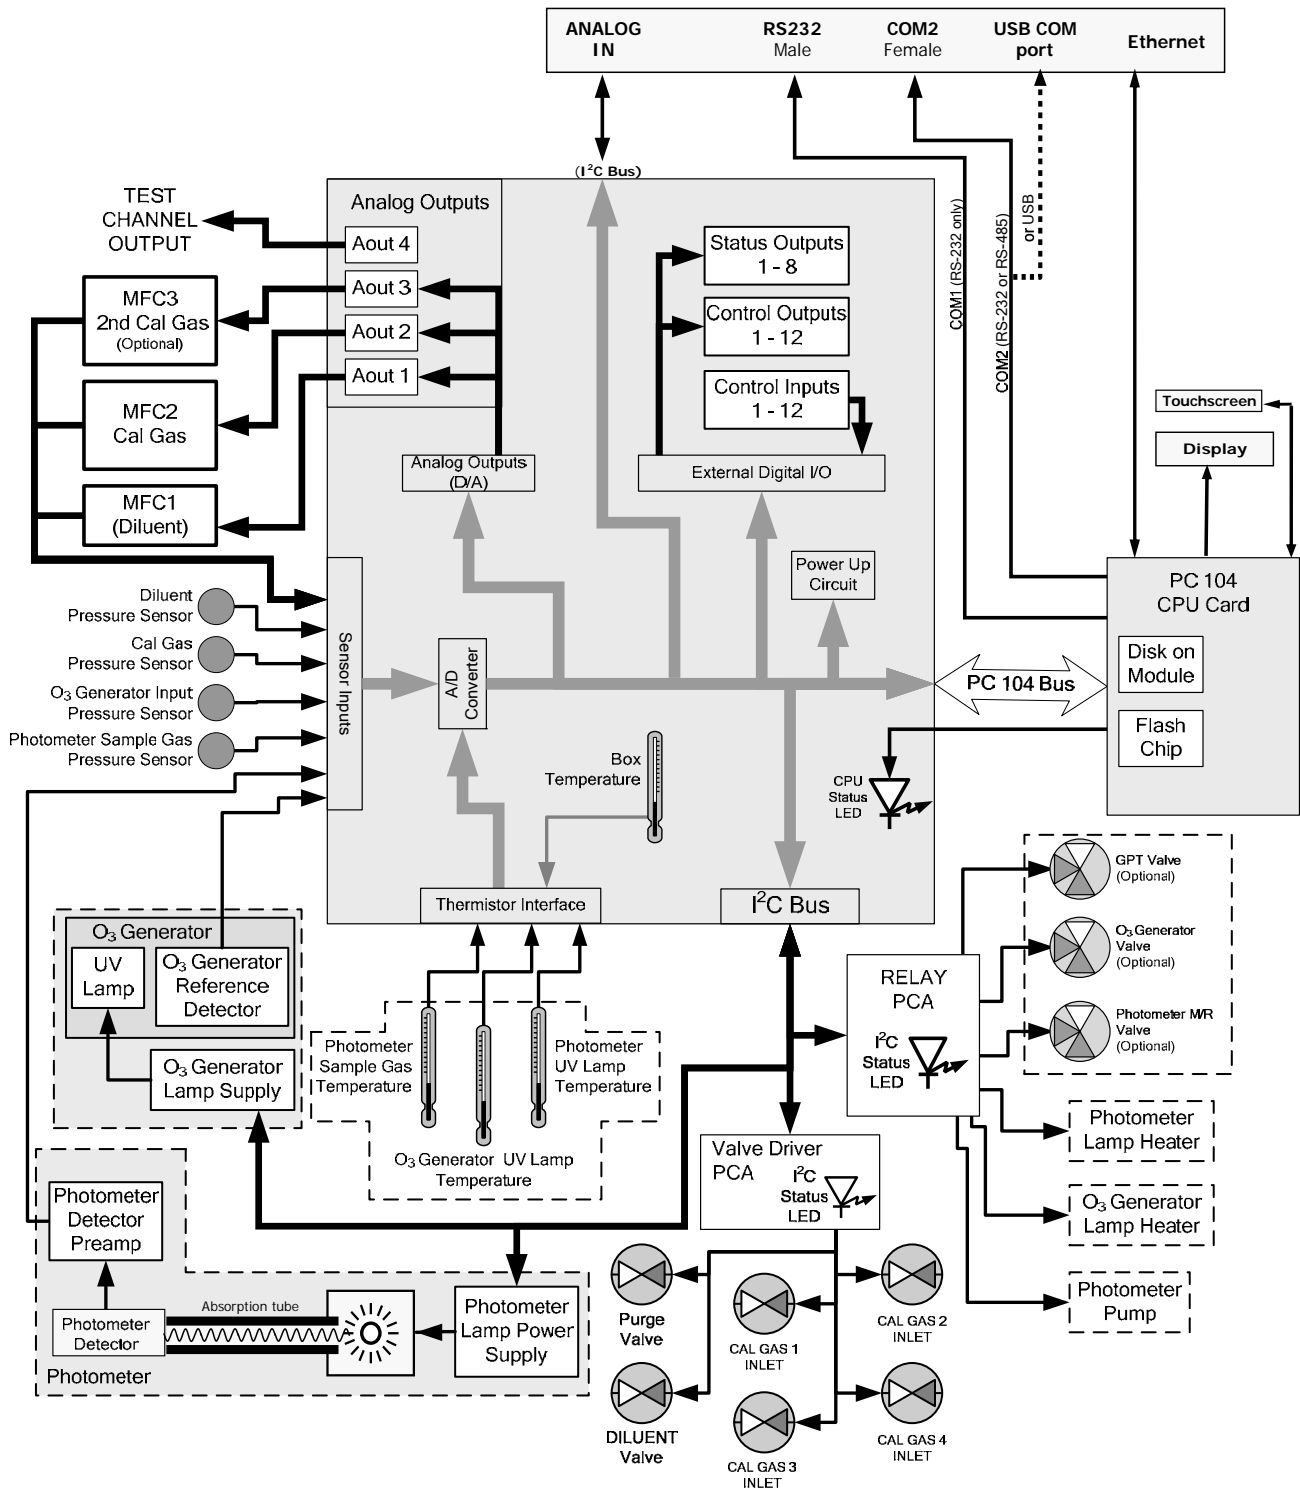 ANALOG
IN
RS232
Male
COM2
Female
USB COM
port
Ethernet
(I²C Bus)
TEST
CHANNEL
OUTPUT
Analog Outputs
Aout 4
Aout 3
Aout 2
Aout 1
MFC3
2nd Cal Gas
(Optional)
MFC2
Cal Gas
MFC1
(Diluent)
Status Outputs
1 - 8
Control Outputs
1 - 12
Control Inputs
1 - 12
Analog Outputs
(D/A)
External Digital I/O
COM1 (RS-232 only)
COM2 (RS-232 or RS-485)
or USB
Touchscreen
Display
Power Up
Circuit
PC 104
CPU Card
Disk on
Module
Flash
Chip
PC 104 Bus
Diluent
Pressure Sensor
Cal Gas
Pressure Sensor
O₃ Generator Input
Pressure Sensor
Photometer Sample Gas
Pressure Sensor
Sensor Inputs
A/D
Converter
Box
Temperature
CPU
Status
LED
Thermistor Interface
I²C Bus
GPT Valve
(Optional)
O₃ Generator
Valve
(Optional)
Photometer M/R
Valve
(Optional)
O₃ Generator
UV
Lamp
O₃ Generator
Reference
Detector
O₃ Generator
Lamp Supply
RELAY
PCA
I²C
Status
LED
Photometer
Sample Gas
Temperature
Photometer
UV Lamp
Temperature
O₃ Generator UV Lamp
Temperature
Photometer
Lamp Heater
O₃ Generator
Lamp Heater
Photometer
Pump
Valve Driver
PCA
I²C
Status
LED
Photometer
Detector
Preamp
Absorption tube
Photometer
Detector
Photometer
Photometer
Lamp Power
Supply
Purge
Valve
CAL GAS 1
INLET
CAL GAS 2
INLET
DILUENT
Valve
CAL GAS 3
INLET
CAL GAS 4
INLET